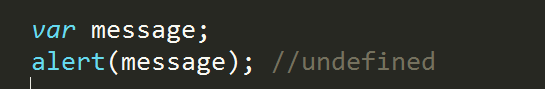 var message;
alert(message); //undefined